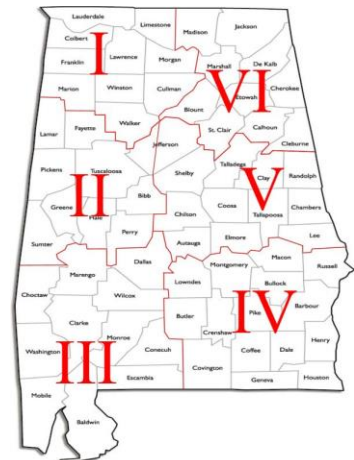 Lauderdale
Limestone
Madison
Jackson
Colbert
I
Franklin
Lawrence
Morgan
Marshall
De Kalb
VI
Marion
Winston
Cullman
Etowah
Cherokee
Blount
Walker
St. Clair
Calhoun
Lamar
Fayette
Jefferson
Cleburne
Pickens
Tuscaloosa
Shelby
Talladega
Clay
Randolph
II
V
Greene
Hale
Bibb
Chilton
Coosa
Tallapoosa
Chambers
Sumter
Perry
Autauga
Elmore
Lee
Dallas
Montgomery
Macon
Russell
Marengo
Lowndes
Bullock
Choctaw
Wilcox
Butler
Pike
IV
Barbour
Clarke
Crenshaw
Monroe
Henry
Washington
III
Conecuh
Coffee
Dale
Escambia
Covington
Geneva
Houston
Mobile
Baldwin